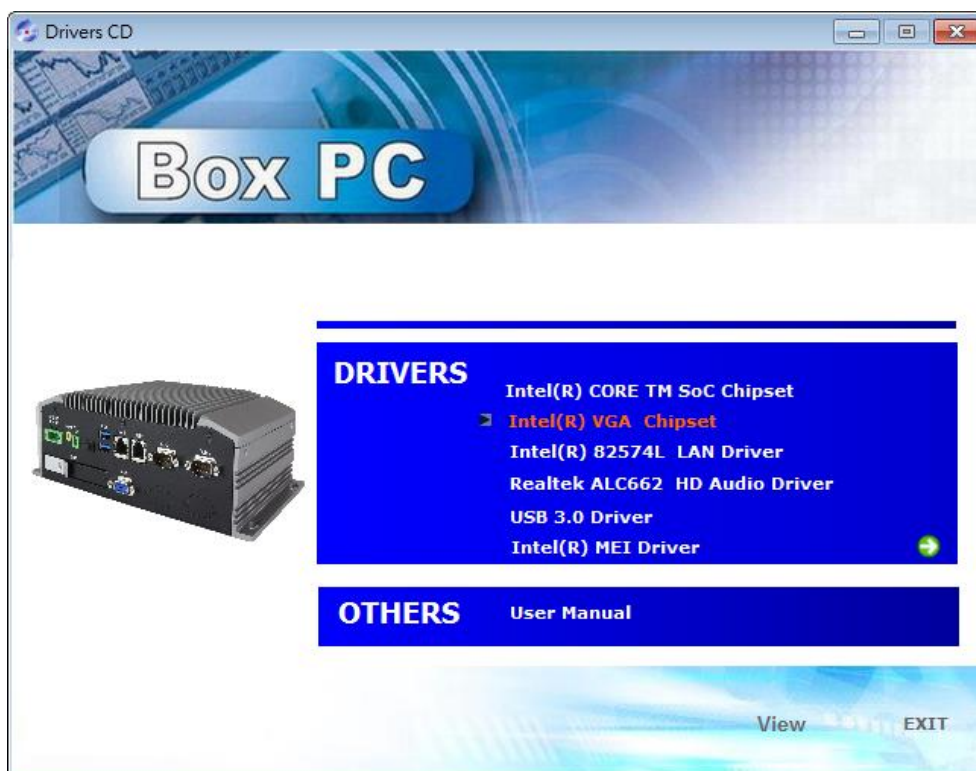 Drivers CD
Box PC
DRIVERS
Intel(R) CORE TM SoC Chipset
Intel(R) VGA  Chipset
Intel(R) 82574L  LAN Driver
Realtek ALC662  HD Audio Driver
USB 3.0 Driver
Intel(R) MEI Driver
OTHERS
User Manual
View
EXIT